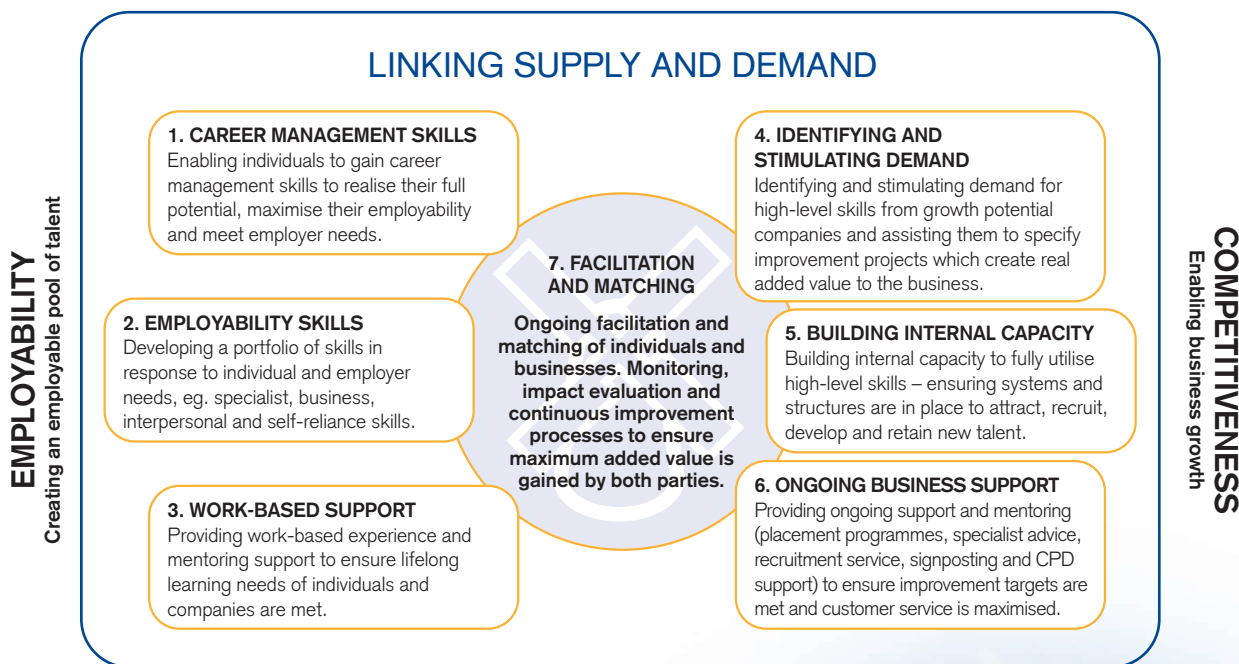 LINKING SUPPLY AND DEMAND
EMPLOYABILITY
Creating an employable pool of talent
1. CAREER MANAGEMENT SKILLS
Enabling individuals to gain career
management skills to realise their full
potential, maximise their employability
and meet employer needs.
2. EMPLOYABILITY SKILLS
Developing a portfolio of skills in
response to individual and employer
needs, eg. specialist, business,
interpersonal and self-reliance skills.
3. WORK-BASED SUPPORT
Providing work-based experience and
mentoring support to ensure lifelong
learning needs of individuals and
companies are met.
7. FACILITATION
AND MATCHING
Ongoing facilitation and
matching of individuals and
businesses. Monitoring,
impact evaluation and
continuous improvement
processes to ensure
maximum added value is
gained by both parties.
4. IDENTIFYING AND
STIMULATING DEMAND
Identifying and stimulating demand for
high-level skills from growth potential
companies and assisting them to specify
improvement projects which create real
added value to the business.
5. BUILDING INTERNAL CAPACITY
Building internal capacity to fully utilise
high-level skills – ensuring systems and
structures are in place to attract, recruit,
develop and retain new talent.
6. ONGOING BUSINESS SUPPORT
Providing ongoing support and mentoring
(placement programmes, specialist advice,
recruitment service, signposting and CPD
support) to ensure improvement targets are
met and customer service is maximised.
COMPETITIVENESS
Enabling business growth